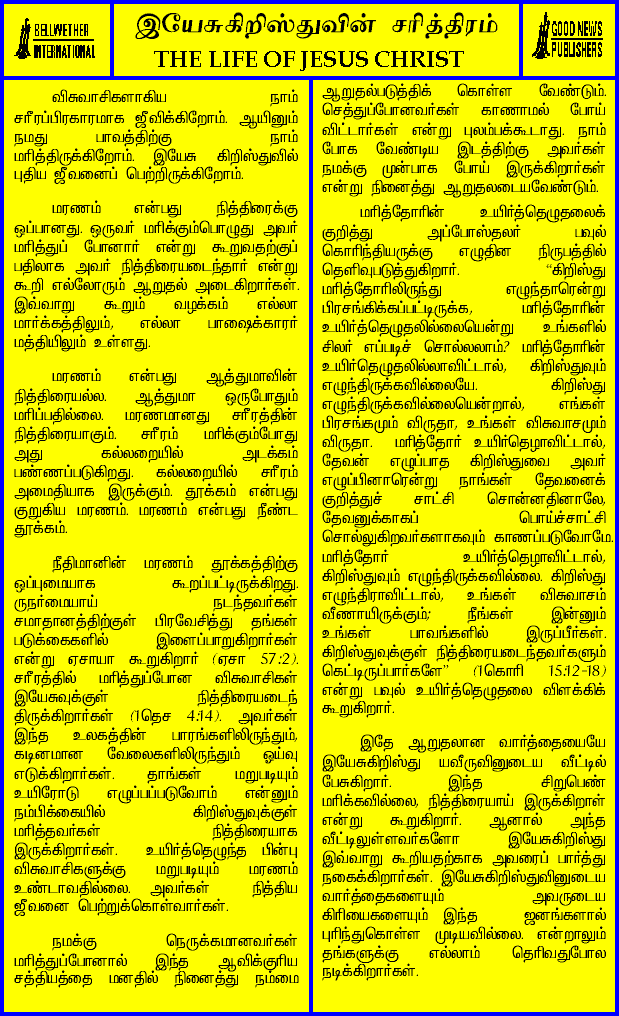 BELLWETHER
INTERNATIONAL
இயேசுகிறிஸ்துவின் சரித்திரம்
THE LIFE OF JESUS CHRIST
GOOD NEWS
PUBLISHERS
விசுவாசிகளாகிய நாம்
சரீரப்பிரகாரமாக ஜீவிக்கிறோம். ஆயினும்
நமது பாவத்திற்கு நாம்
மரித்திருக்கிறோம். இயேசு கிறிஸ்துவில்
புதிய ஜீவனைப் பெற்றிருக்கிறோம்.
மரணம் என்பது நித்திரைக்கு
ஒப்பானது. ஒருவர் மரிக்கும்பொழுது அவர்
மரித்துப் போனார் என்று கூறுவதற்குப்
பதிலாக அவர் நித்திரையடைந்தார் என்று
கூறி எல்லோரும் ஆறுதல் அடைகிறார்கள்.
இவ்வாறு கூறும் வழக்கம் எல்லா
மார்க்கத்திலும், எல்லா பாஷைக்காரர்
மத்தியிலும் உள்ளது.
மரணம் என்பது ஆத்துமாவின்
நித்திரையல்ல. ஆத்துமா ஒருபோதும்
மரிப்பதில்லை. மரணமானது சரீரத்தின்
நித்திரையாகும். சரீரம் மரிக்கும்போது
அது கல்லறையில் அடக்கம்
பண்ணப்படுகிறது. கல்லறையில் சரீரம்
அமைதியாக இருக்கும். தூக்கம் என்பது
குறுகிய மரணம். மரணம் என்பது நீண்ட
தூக்கம்.
நீதிமானின் மரணம் தூக்கத்திற்கு
ஒப்புமையாக கூறப்பட்டிருக்கிறது.
ருநர்மையாய் நடந்தவர்கள்
சமாதானத்திற்குள் பிரவேசித்து தங்கள்
படுக்கைகளில் இளைப்பாறுகிறார்கள்
என்று ஏசாயா கூறுகிறார் (ஏசா 57:2).
சரீரத்தில் மரித்துப்போன விசுவாசிகள்
இயேசுவுக்குள் நித்திரையடைந்
திருக்கிறார்கள் (1தெச 4:14). அவர்கள்
இந்த உலகத்தின் பாரங்களிலிருந்தும்,
கடினமான வேலைகளிலிருந்தும் ஓய்வு
எடுக்கிறார்கள். தாங்கள் மறுபடியும்
உயிரோடு எழுப்பப்படுவோம் என்னும்
நம்பிக்கையில் கிறிஸ்துவுக்குள்
மரித்தவர்கள் நித்திரையாக
இருக்கிறார்கள். உயிர்த்தெழுந்த பின்பு
விசுவாசிகளுக்கு மறுபடியும் மரணம்
உண்டாவதில்லை. அவர்கள் நித்திய
ஜீவனை பெற்றுக்கொள்வார்கள்.
நமக்கு நெருக்கமானவர்கள்
மரித்துப்போனால் இந்த ஆவிக்குரிய
சத்தியத்தை மனதில் நினைத்து நம்மை
ஆறுதல்படுத்திக் கொள்ள வேண்டும்.
செத்துப்போனவர்கள் காணாமல் போய்
விட்டார்கள் என்று புலம்பக்கூடாது. நாம்
போக வேண்டிய இடத்திற்கு அவர்கள்
நமக்கு முன்பாக போய் இருக்கிறார்கள்
என்று நினைத்து ஆறுதலடையவேண்டும்.
மரித்தோரின் உயிர்த்தெழுதலைக்
குறித்து அப்போஸ்தலர் பவுல்
கொரிந்தியருக்கு எழுதின நிருபத்தில்
தெளிவுபடுத்துகிறார். “கிறிஸ்து
மரித்தோரிலிருந்து எழுந்தாரென்று
பிரசங்கிக்கப்பட்டிருக்க, மரித்தோரின்
உயிர்த்தெழுதலில்லையென்று உங்களில்
சிலர் எப்படிச் சொல்லலாம்? மரித்தோரின்
உயிர்த்தெழுதலில்லாவிட்டால், கிறிஸ்துவும்
எழுந்திருக்கவில்லையே. கிறிஸ்து
எழுந்திருக்கவில்லையென்றால், எங்கள்
பிரசங்கமும் விருதா, உங்கள் விசுவாசமும்
விருதா. மரித்தோர் உயிர்தெழாவிட்டால்,
தேவன் எழுப்பாத கிறிஸ்துவை அவர்
எழுப்பினாரென்று நாங்கள் தேவனைக்
குறித்துச் சாட்சி சொன்னதினாலே,
தேவனுக்காகப் பொய்ச்சாட்சி
சொல்லுகிறவர்களாகவும் காணப்படுவோமே.
மரித்தோர் உயிர்த்தெழாவிட்டால்,
கிறிஸ்துவும் எழுந்திருக்கவில்லை. கிறிஸ்து
எழுந்திராவிட்டால், உங்கள் விசுவாசம்
வீணாயிருக்கும்; நீங்கள் இன்னும்
உங்கள் பாவங்களில் இருப்பீர்கள்.
கிறிஸ்துவுக்குள் நித்திரையடைந்தவர்களும்
கெட்டிருப்பார்களே” (1கொரி 15:12-18)
என்று பவுல் உயிர்த்தெழுதலை விளக்கிக்
கூறுகிறார்.
இதே ஆறுதலான வார்த்தையையே
இயேசுகிறிஸ்து யவீருவினுடைய வீட்டில்
பேசுகிறார். இந்த சிறுபெண்
மரிக்கவில்லை, நித்திரையாய் இருக்கிறாள்
என்று கூறுகிறார். ஆனால் அந்த
வீட்டிலுள்ளவர்களோ இயேசுகிறிஸ்து
இவ்வாறு கூறியதற்காக அவரைப் பார்த்து
நகைக்கிறார்கள். இயேசுகிறிஸ்துவினுடைய
வார்த்தைகளையும் அவருடைய
கிரியைகளையும் இந்த ஜனங்களால்
புரிந்துகொள்ள முடியவில்லை. என்றாலும்
தங்களுக்கு எல்லாம் தெரிவதுபோல
நடிக்கிறார்கள்.